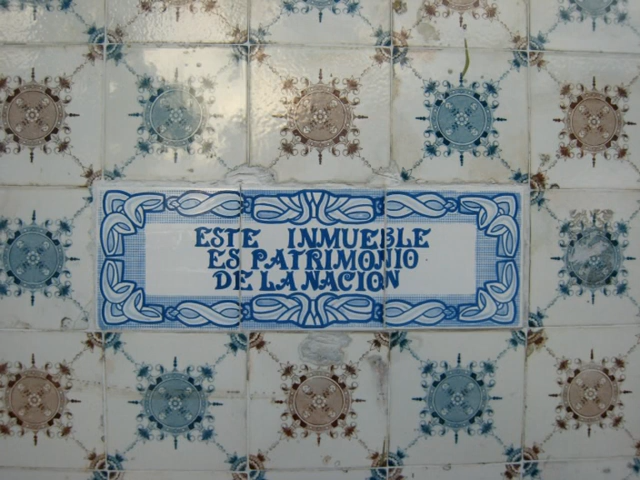 ESTE INMUEBLE
ES PATRIMONIO
DE LA NACION